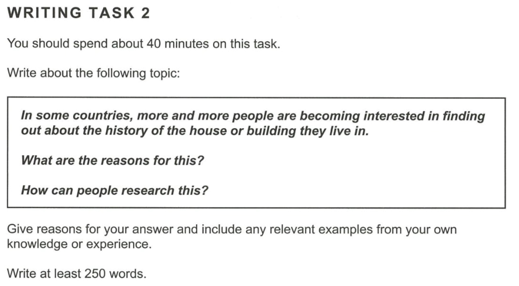 WRITING TASK 2
You should spend about 40 minutes on this task.
Write about the following topic:
In some countries, more and more people are becoming interested in finding
out about the history of the house or building they live in.
What are the reasons for this?
How can people research this?
Give reasons for your answer and include any relevant examples from your own
knowledge or experience.
Write at least 250 words.